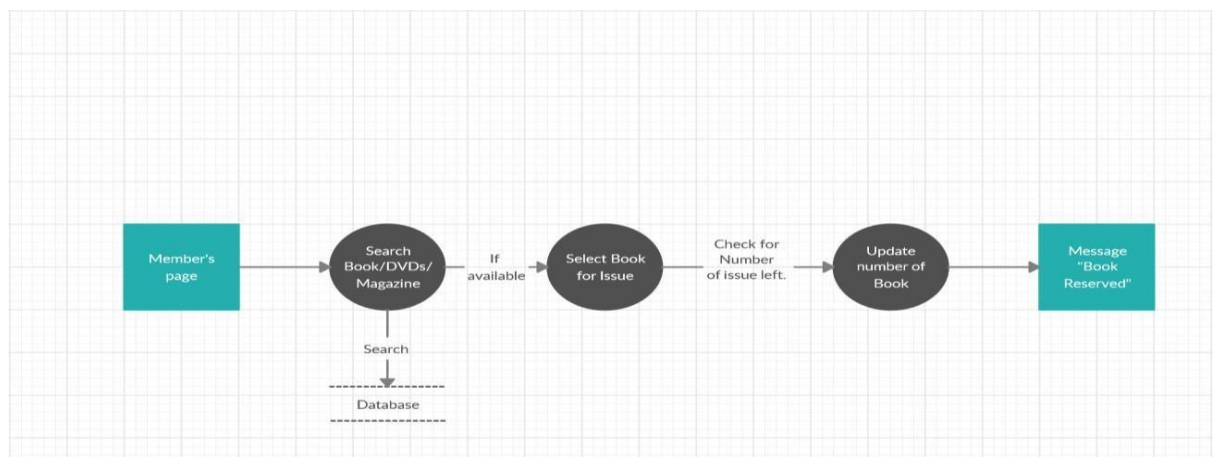 Member's
page
Search
Book/DVDs/
Magazine
If
available
Select Book
for Issue
Check for
Number
of issue left.
Update
number of
Book
Message
"Book
Reserved"
Search
Database